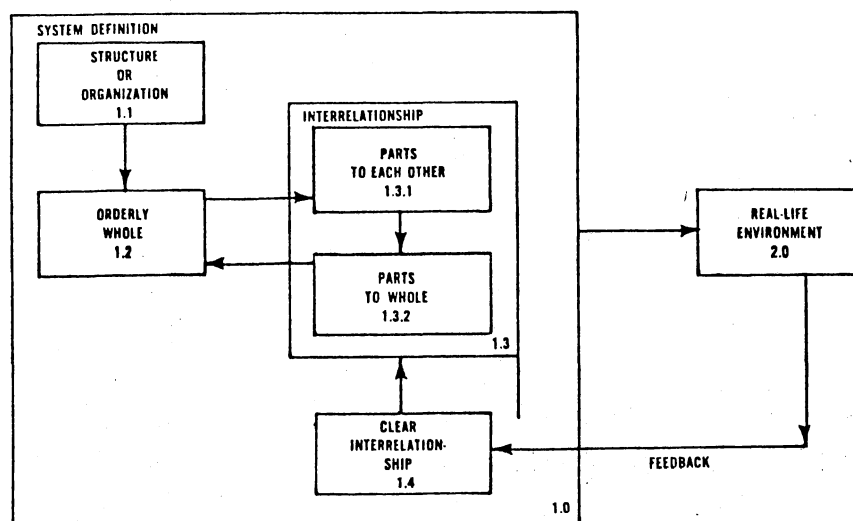 SYSTEM DEFINITION
STRUCTURE
OR
ORGANIZATION
1.1
INTERRELATIONSHIP
PARTS
TO EACH OTHER
1.3.1
ORDERLY
WHOLE
1.2
REAL-LIFE
ENVIRONMENT
2.0
PARTS
TO WHOLE
1.3.2
1.3
CLEAR
INTERRELATION-
SHIP
1.4
FEEDBACK
1.0